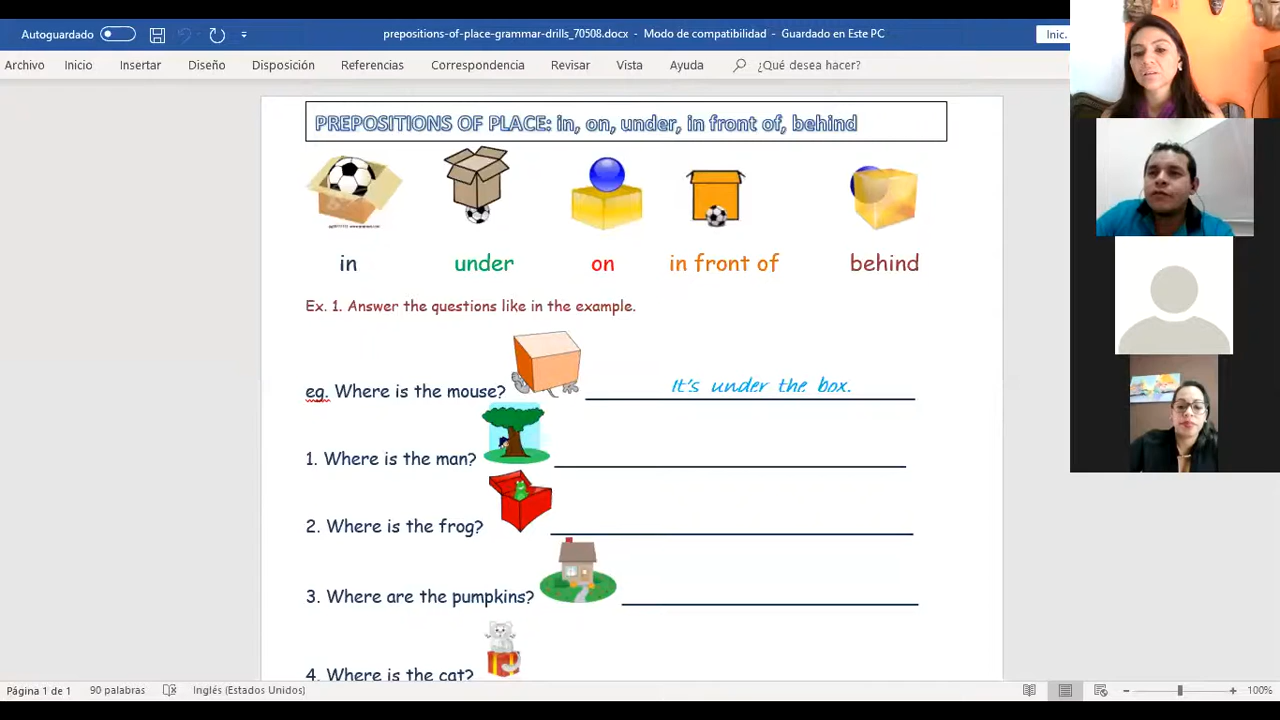 Autoguardado
prepositions-of-place-grammar-drills_70508.docx - Modo de compatibilidad - Guardado en Este PC
Inic.
Archivo Inicio Insertar Diseño Disposición Referencias Correspondencia Revisar Vista Ayuda ¿Qué desea hacer?
PREPOSITIONS OF PLACE: in, on, under, in front of, behind
in under on in front of behind
Ex. 1. Answer the questions like in the example.
eg. Where is the mouse? It's under the box.
1. Where is the man?
2. Where is the frog?
3. Where are the pumpkins?
4. Where is the cat?
Página 1 de 1 90 palabras Inglés (Estados Unidos) 100%